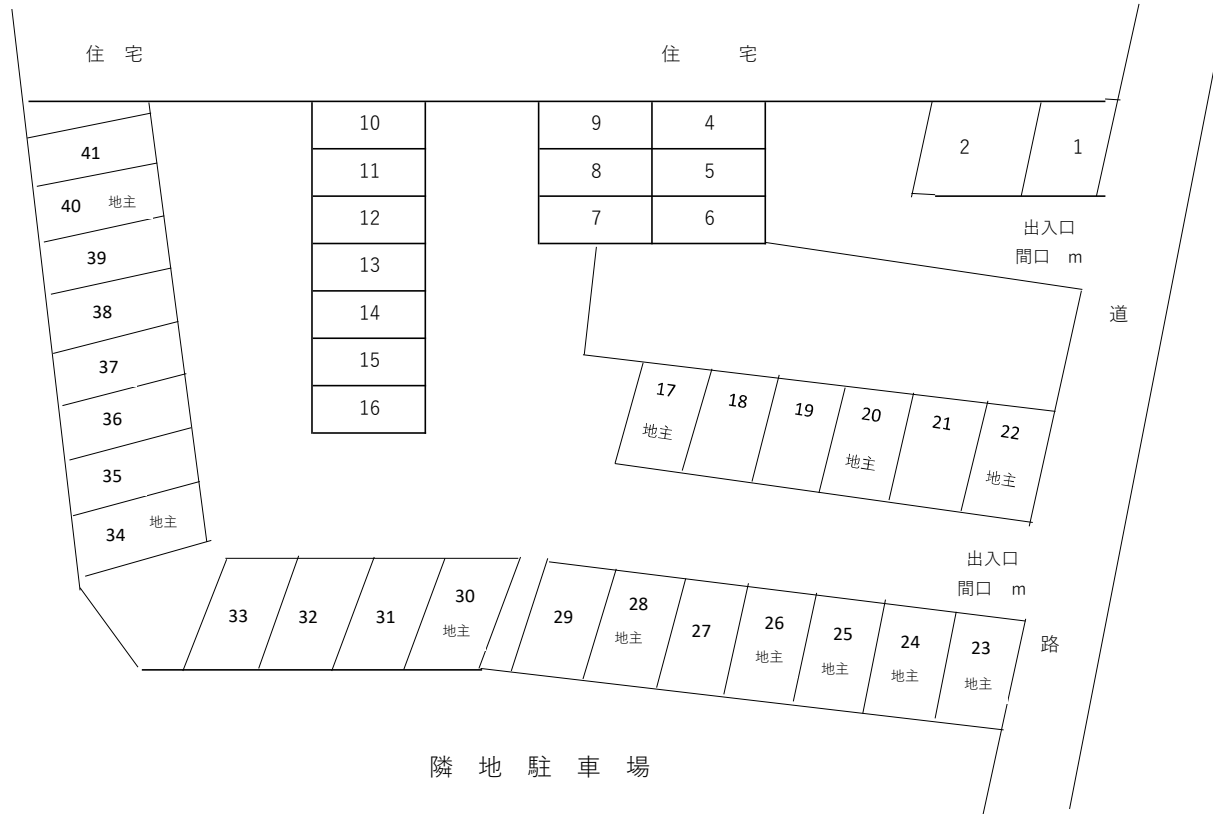 住 宅
住 宅
10
9
4
2
1
41
11
8
5
40 地主
12
7
6
出入口
39
間口 m
13
38
14
道
37
15
17
18
19
20
21
22
36
16
地主
地主
地主
35
34 地主
出入口
間口 m
33
32
31
30
29
28
27
26
25
24
23
路
地主
地主
地主
地主
地主
地主
隣 地 駐 車 場